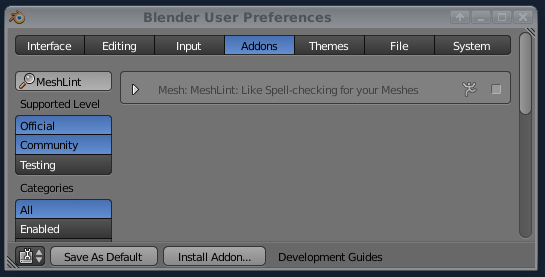 Blender User Preferences
Interface Editing Input Addons Themes File System
MeshLint
Mesh: MeshLint: Like Spell-checking for your Meshes
Supported Level
Official
Community
Testing
Categories
All
Enabled
Save As Default Install Addon... Development Guides